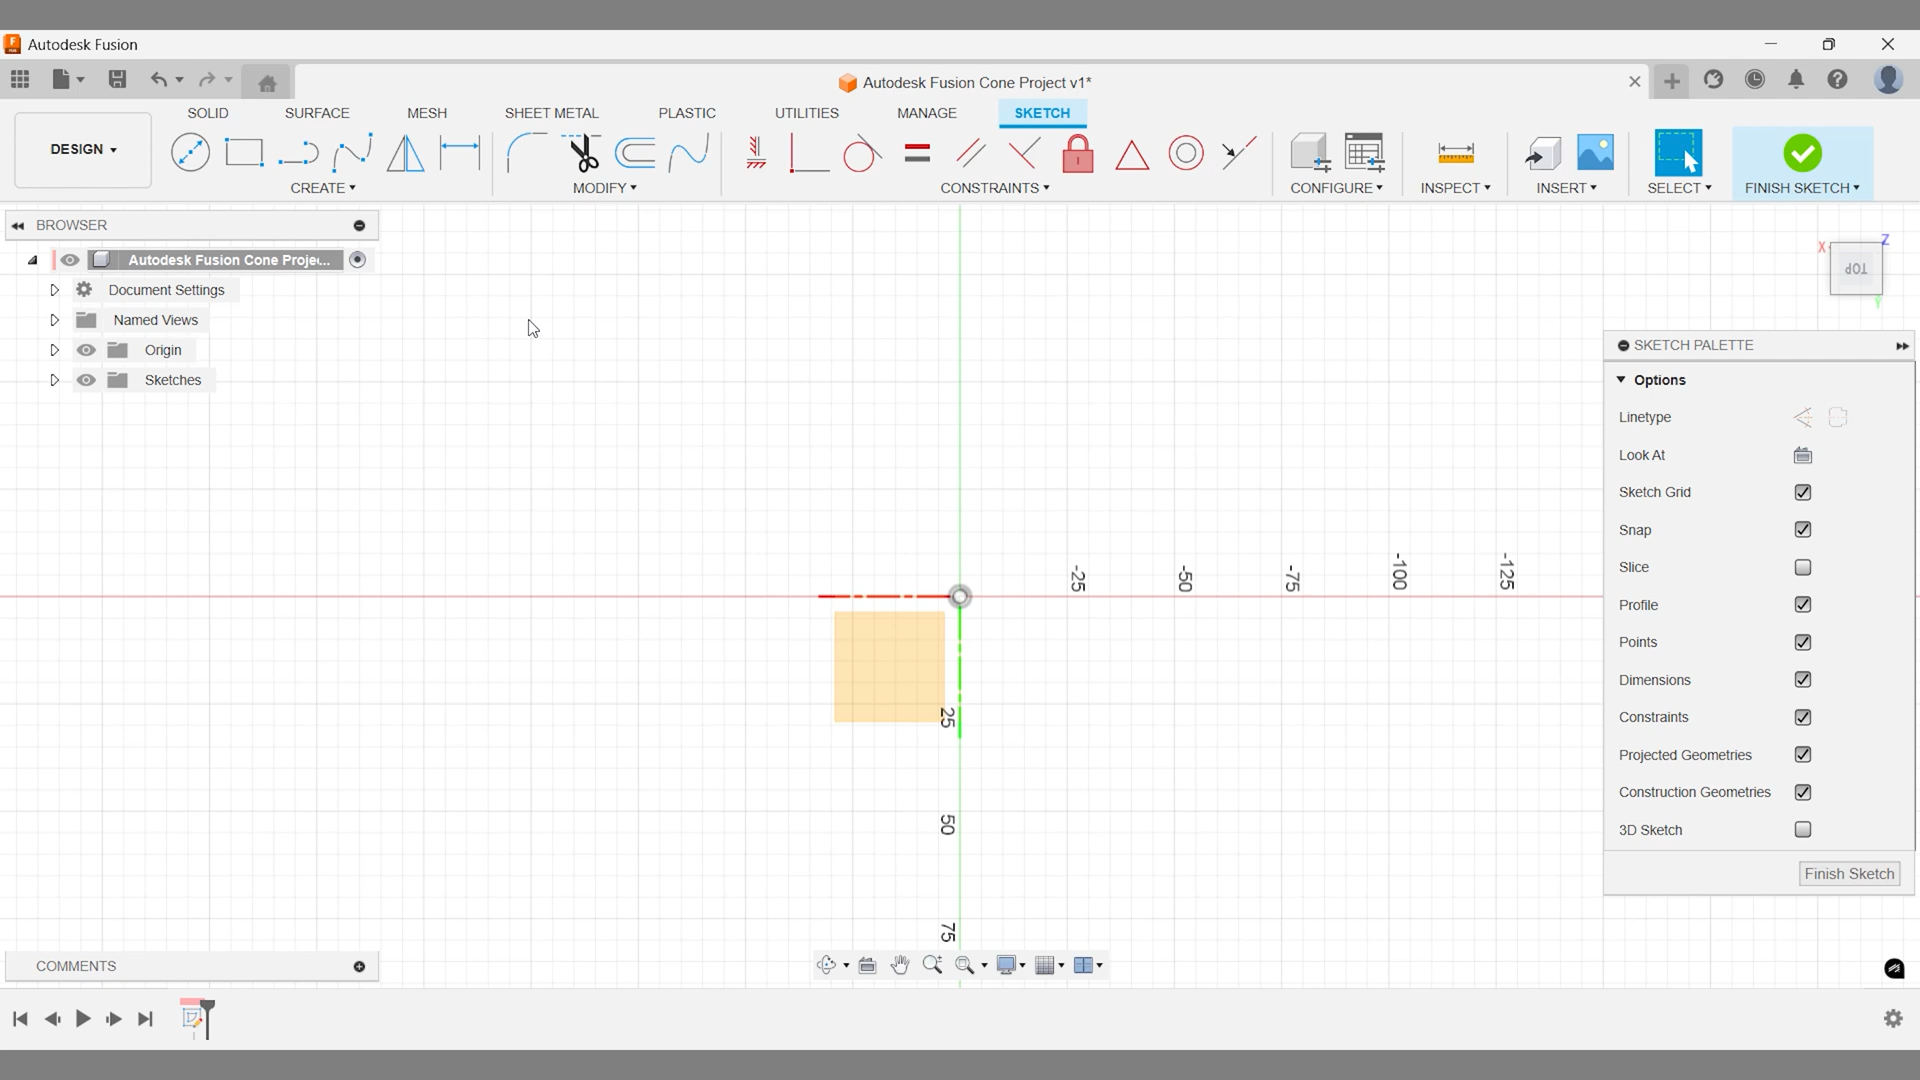 Autodesk Fusion
Autodesk Fusion Cone Project v1*
SOLID SURFACE MESH SHEET METAL PLASTIC UTILITIES MANAGE SKETCH
DESIGN
CREATE MODIFY CONSTRAINTS CONFIGURE INSPECT INSERT SELECT FINISH SKETCH
BROWSER
Autodesk Fusion Cone Proje...
Document Settings
Named Views
Origin
Sketches
X
Z
TOP
Y
SKETCH PALETTE
Options
Linetype
Look At
Sketch Grid
Snap
Slice
Profile
Points
Dimensions
Constraints
Projected Geometries
Construction Geometries
3D Sketch
Finish Sketch
-25
-50
-75
-100
-125
25
50
75
COMMENTS